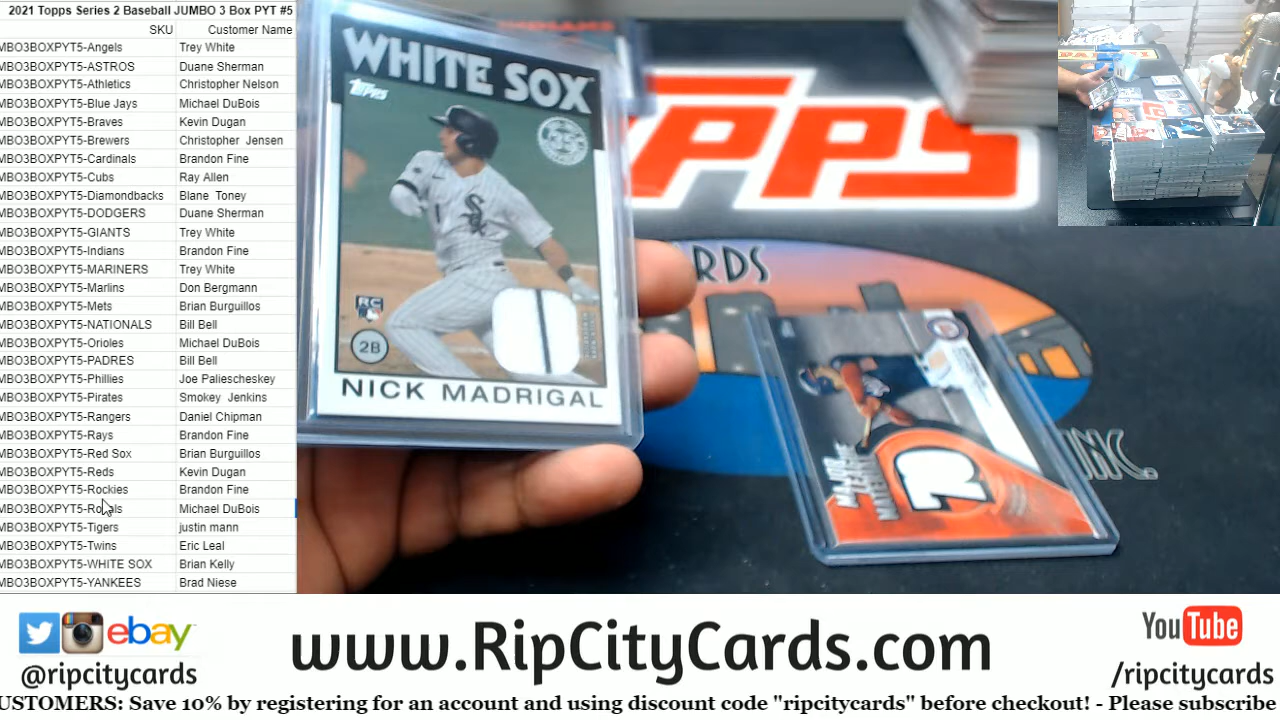 2021 Topps Series 2 Baseball JUMBO 3 Box PYT #5
SKU Customer Name
MBO3BOXPYT5-Angels Trey White
MBO3BOXPYT5-ASTROS Duane Sherman
MBO3BOXPYT5-Athletics Christopher Nelson
MBO3BOXPYT5-Blue Jays Michael DuBois
MBO3BOXPYT5-Braves Kevin Dugan
MBO3BOXPYT5-Brewers Christopher Jensen
MBO3BOXPYT5-Cardinals Brandon Fine
MBO3BOXPYT5-Cubs Ray Allen
MBO3BOXPYT5-Diamondbacks Blane Toney
MBO3BOXPYT5-DODGERS Duane Sherman
MBO3BOXPYT5-GIANTS Trey White
MBO3BOXPYT5-Indians Brandon Fine
MBO3BOXPYT5-MARINERS Trey White
MBO3BOXPYT5-Marlins Don Bergmann
MBO3BOXPYT5-Mets Brian Burguillos
MBO3BOXPYT5-NATIONALS Bill Bell
MBO3BOXPYT5-Orioles Michael DuBois
MBO3BOXPYT5-PADRES Bill Bell
MBO3BOXPYT5-Phillies Joe Paliescheskey
MBO3BOXPYT5-Pirates Smokey Jenkins
MBO3BOXPYT5-Rangers Daniel Chipman
MBO3BOXPYT5-Rays Brandon Fine
MBO3BOXPYT5-Red Sox Brian Burguillos
MBO3BOXPYT5-Reds Kevin Dugan
MBO3BOXPYT5-Rockies Brandon Fine
MBO3BOXPYT5-Royals Michael DuBois
MBO3BOXPYT5-Tigers justin mann
MBO3BOXPYT5-Twins Eric Leal
MBO3BOXPYT5-WHITE SOX Brian Kelly
MBO3BOXPYT5-YANKEES Brad Niese
WHITE SOX
Topps
RC
2B
NICK MADRIGAL
PPS
RDS
INC.
ebay
@ripcitycards
www.RipCityCards.com
YouTube
/ripcitycards
CUSTOMERS: Save 10% by registering for an account and using discount code "ripcitycards" before checkout! - Please subscribe